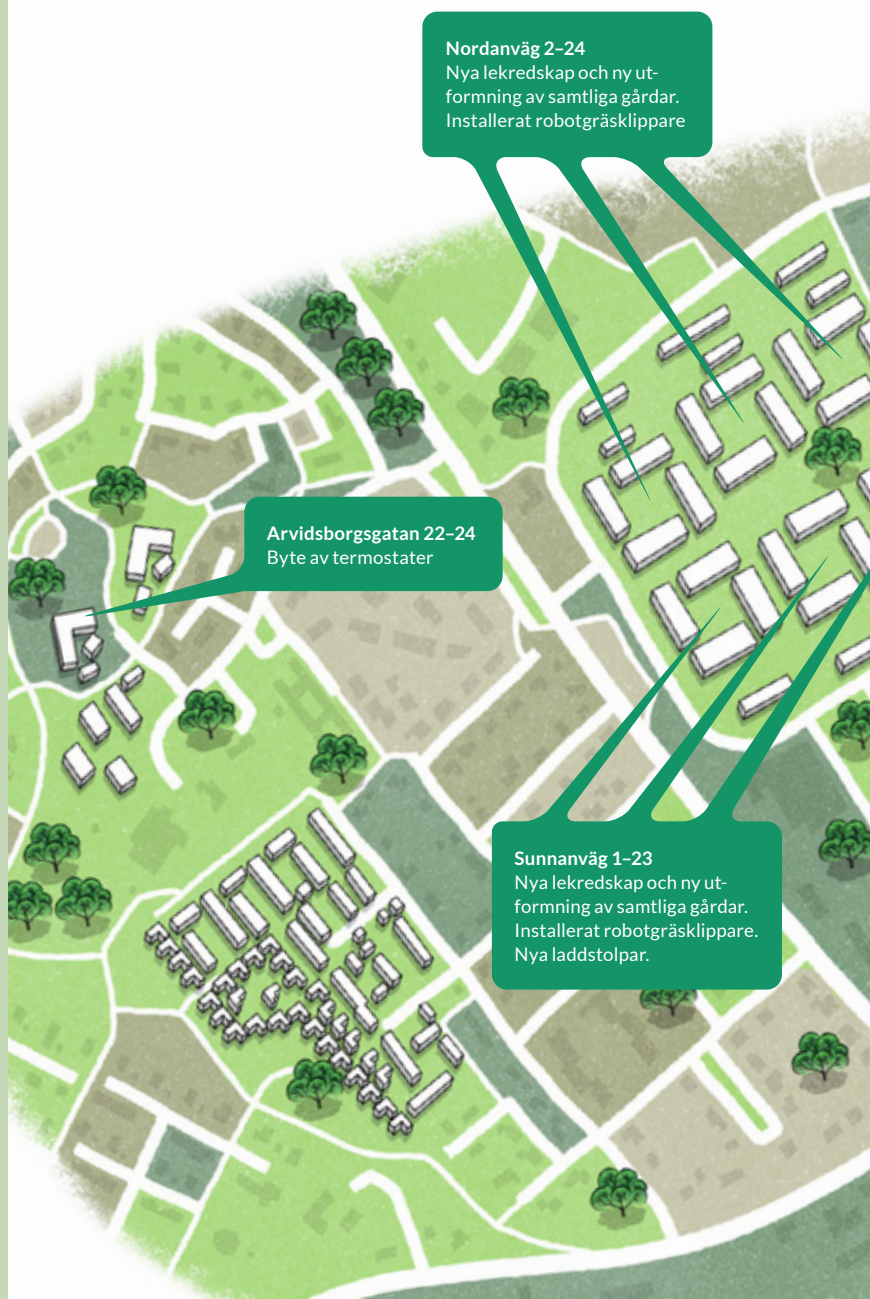 Nordanväg 2–24
Nya lekredskap och ny ut-
formning av samtliga gårdar.
Installerat robotgräsklippare
Arvidsborgsgatan 22–24
Byte av termostater
Sunnanväg 1–23
Nya lekredskap och ny ut-
formning av samtliga gårdar.
Installerat robotgräsklippare.
Nya laddstolpar.